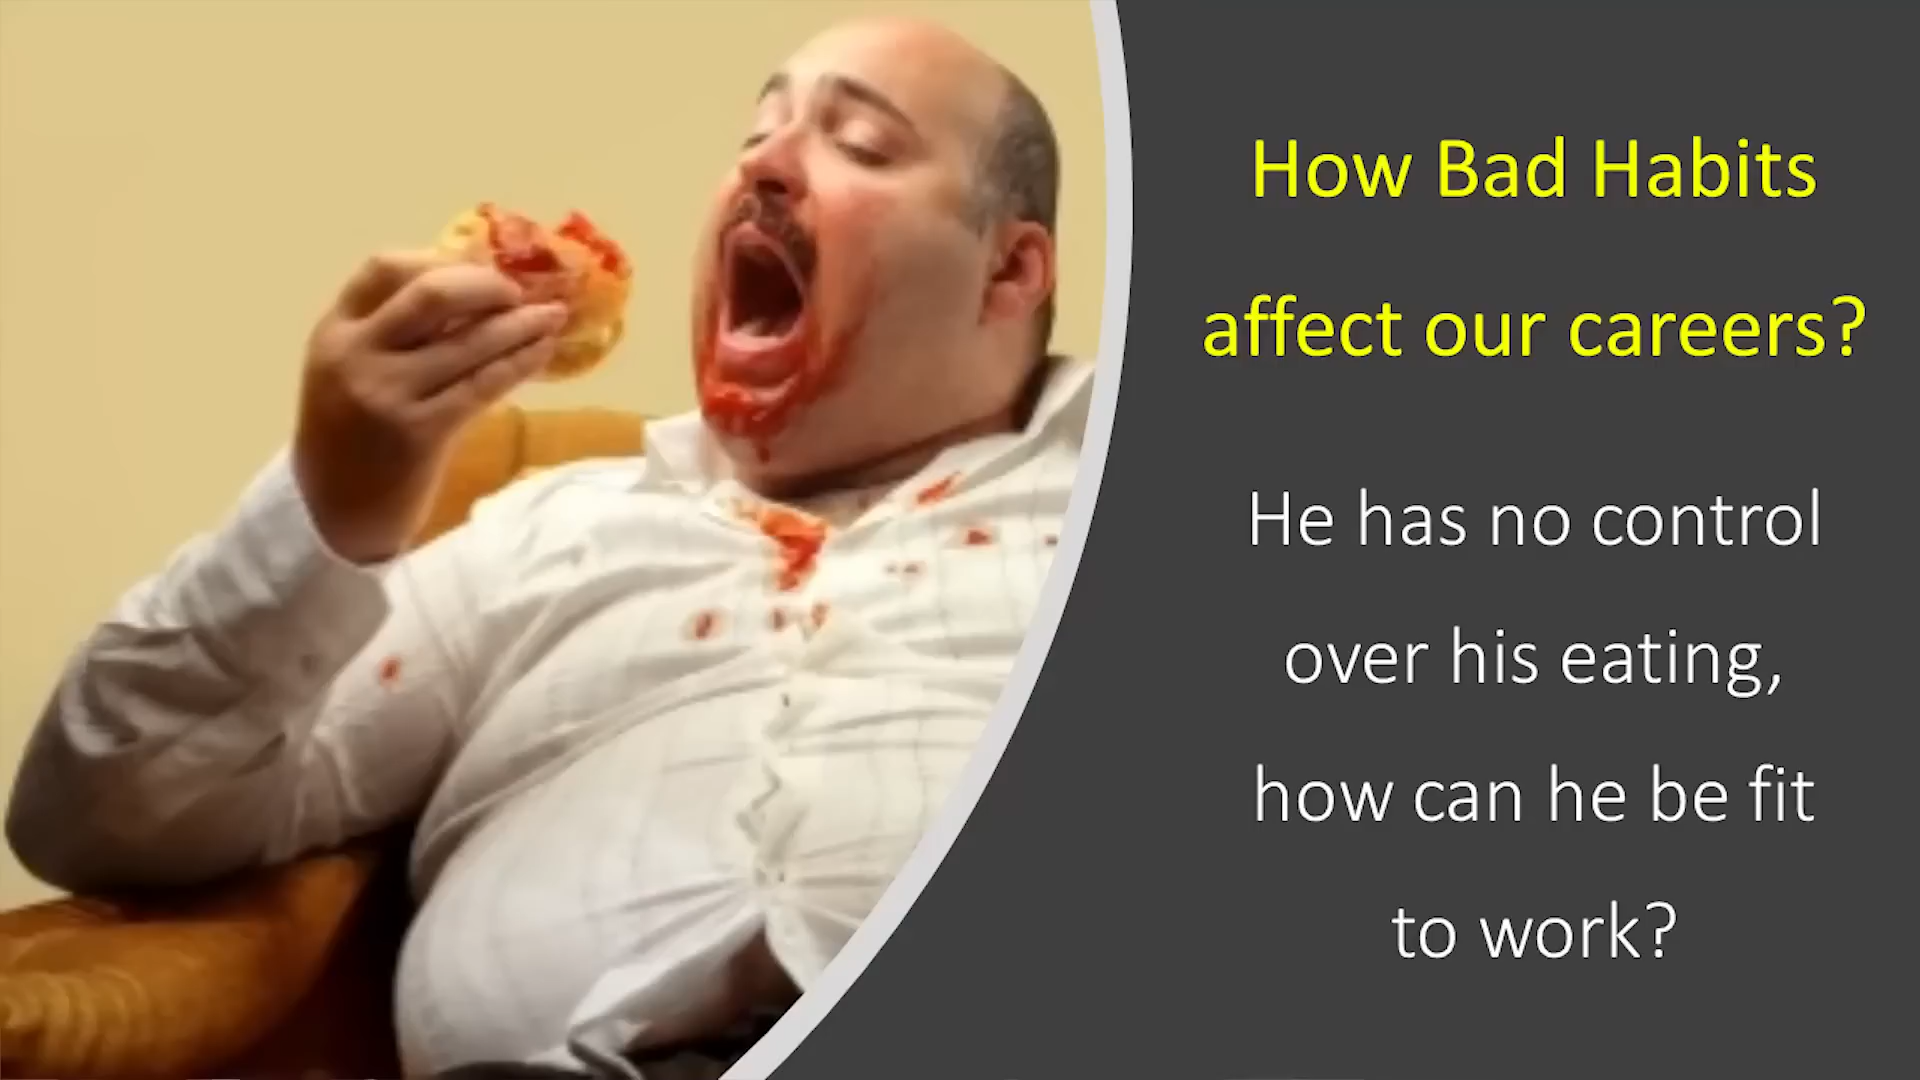 How Bad Habits
affect our careers?
He has no control
over his eating,
how can he be fit
to work?